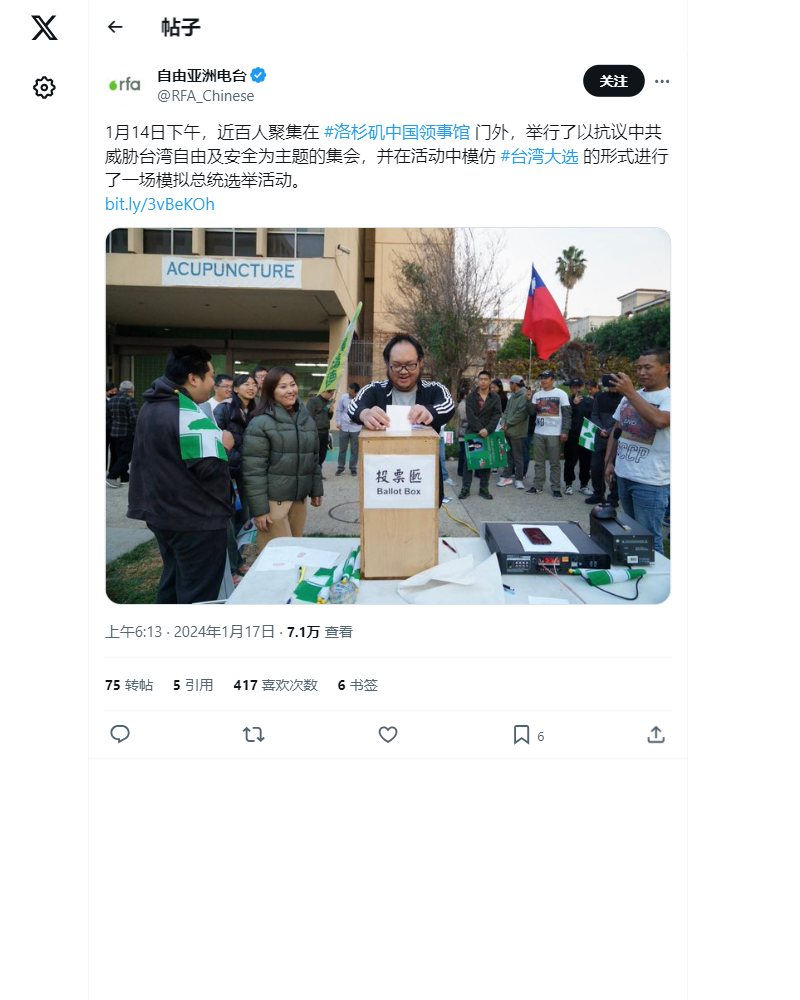 帖子
rfa
自由亚洲电台
@RFA_Chinese
关注
1月14日下午，近百人聚集在 #洛杉矶中国领事馆 门外，举行了以抗议中共
威胁台湾自由及安全为主题的集会，并在活动中模仿 #台湾大选 的形式进行
了一场模拟总统选举活动。
bit.ly/3vBeKOh
ACUPUNCTURE
投票匦
Ballot Box
CCP
上午6:13 · 2024年1月17日 · 7.1万 查看
75 转帖 5 引用 417 喜欢次数 6 书签
6